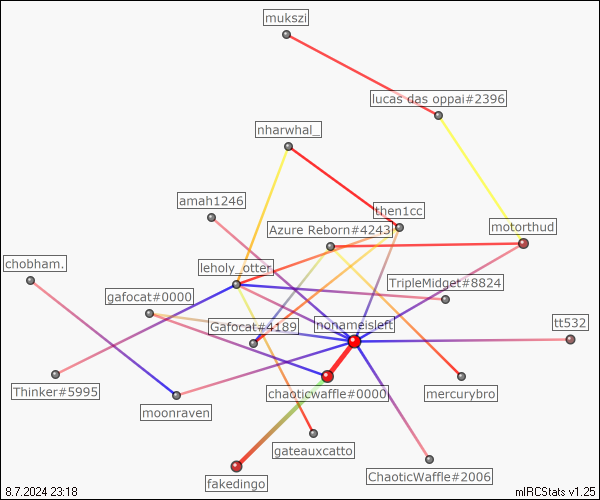 mukszi
lucas das oppai#2396
nharwhal_
amah1246
then1cc
Azure Reborn#4243
motorthud
chobham.
leholy_otter
TripleMidget#8824
gafocat#0000
Gafocat#4189
nonameisleft
tt532
Thinker#5995
chaoticwaffle#0000
mercurybro
moonraven
gateauxcatto
ChaoticWaffle#2006
fakedingo
8.7.2024 23:18
mIRCStats v1.25